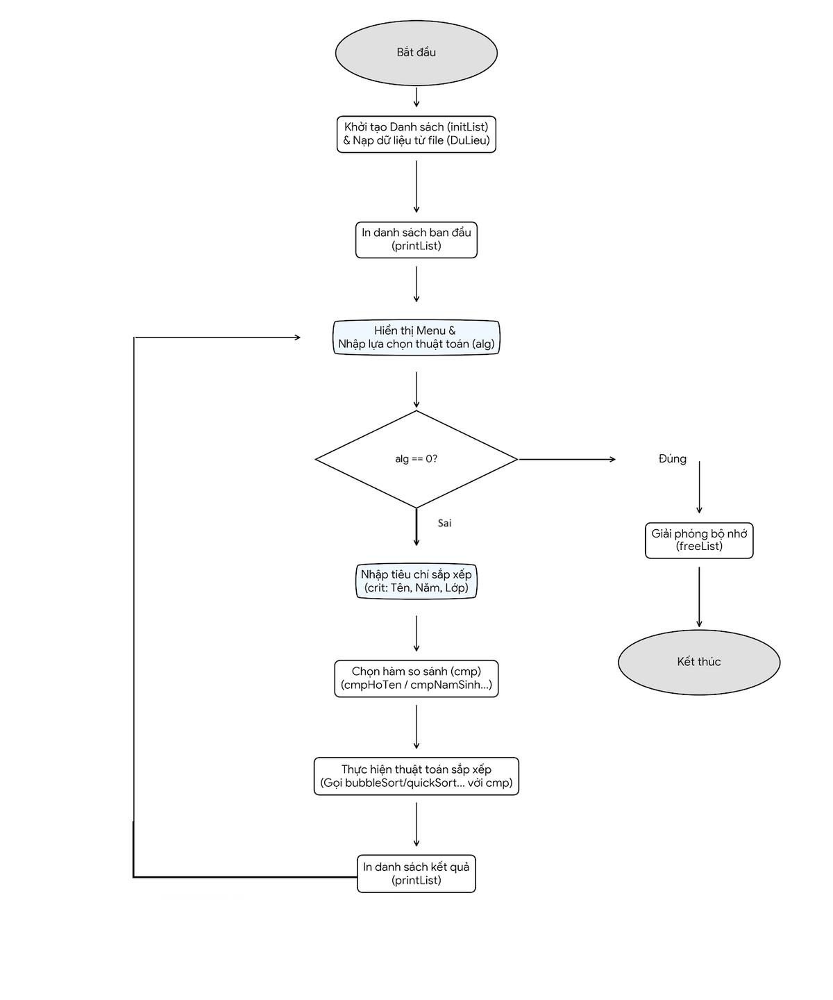 Bắt đầu
Khởi tạo Danh sách (initList)
& Nạp dữ liệu từ file (DuLieu)
In danh sách ban đầu
(printList)
Hiển thị Menu &
Nhập lựa chọn thuật toán (alg)
alg == 0?
Đúng
Sai
Giải phóng bộ nhớ
(freeList)
Nhập tiêu chí sắp xếp
(crit: Tên, Năm, Lớp)
Kết thúc
Chọn hàm so sánh (cmp)
(cmpHoTen / cmpNamSinh...)
Thực hiện thuật toán sắp xếp
(Gọi bubbleSort/quickSort... với cmp)
In danh sách kết quả
(printList)